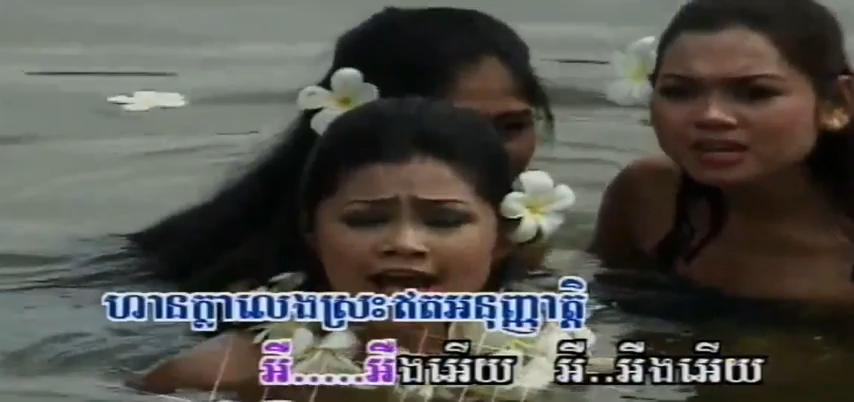 ហានក្លាលេងស្រះឥតអនុញ្ញាត្តិ
អឺ......អឺងអើយ អឺ..អឺងអើយ